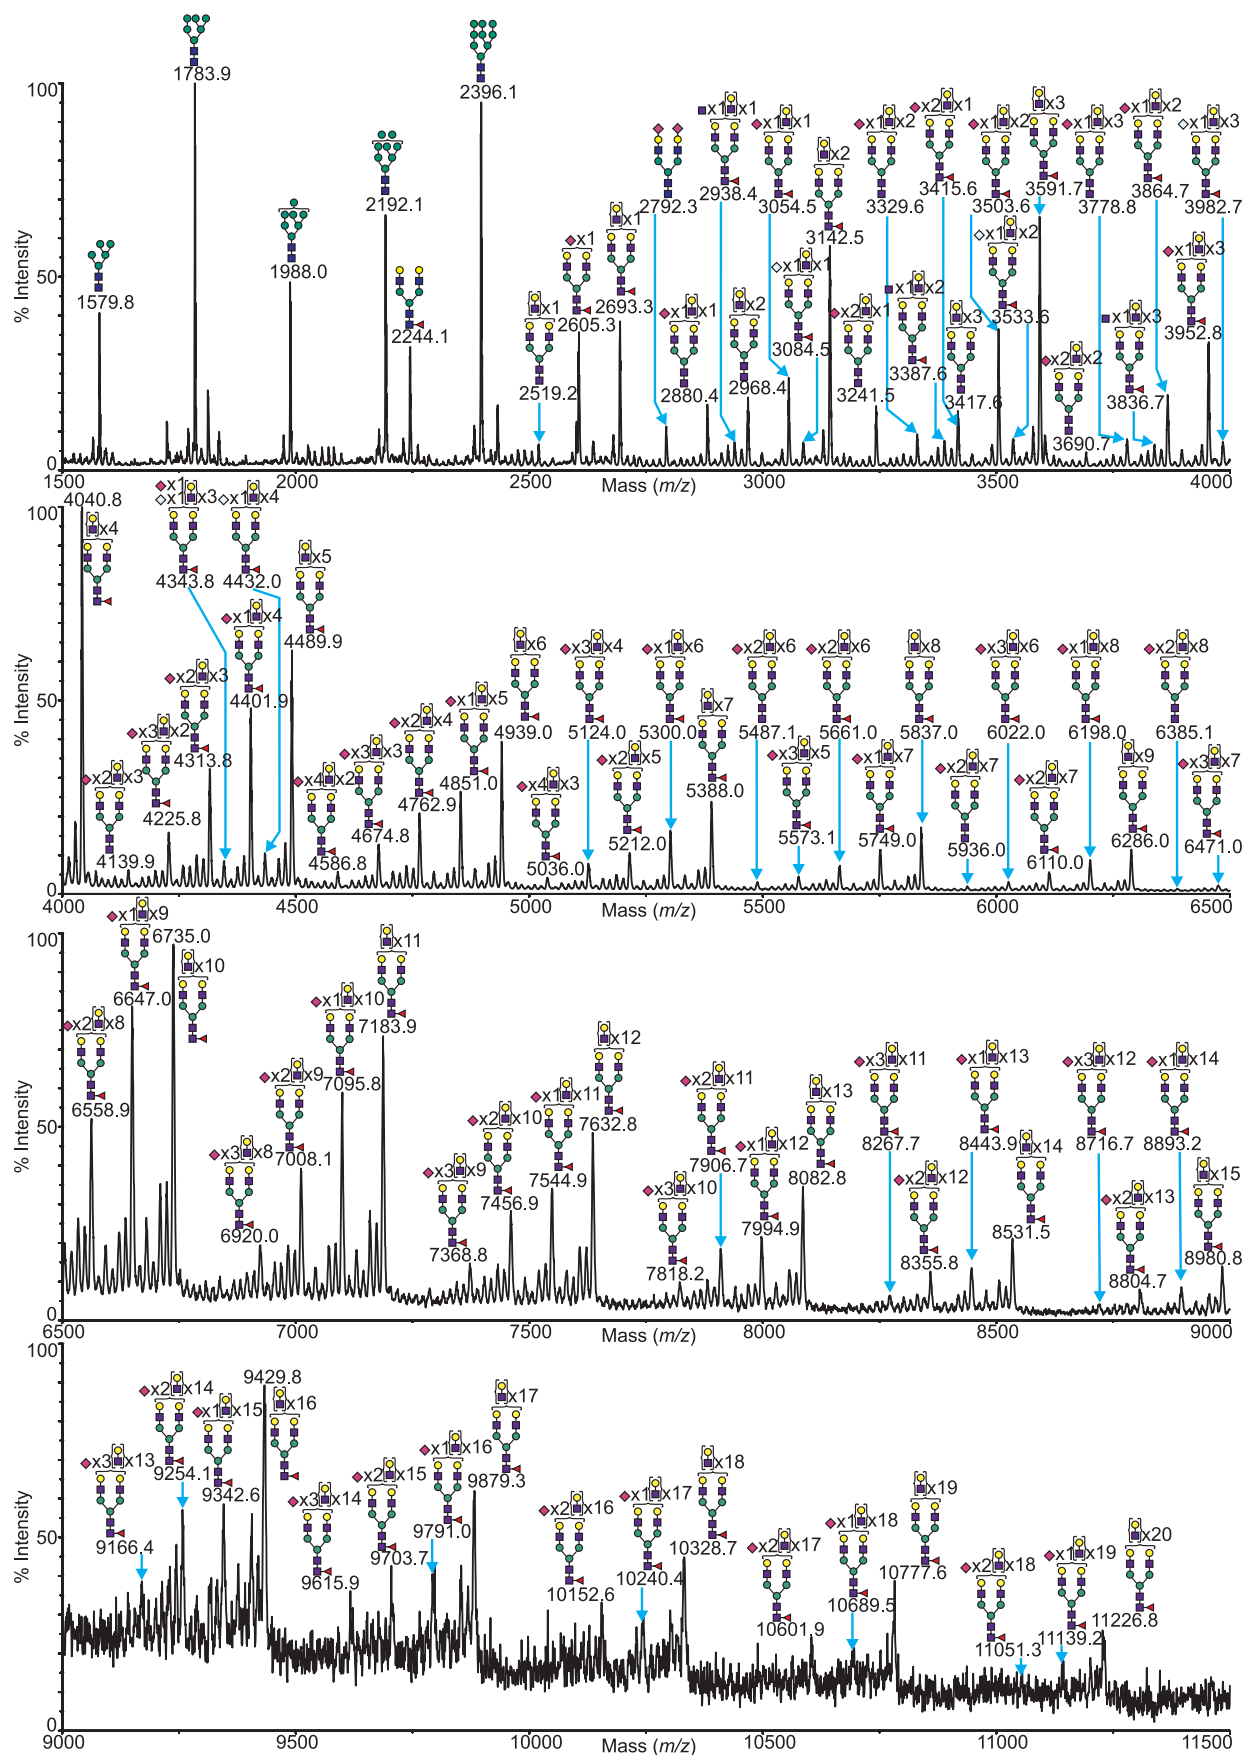 % Intensity
100
50
0
1579.8
1783.9
1988.0
2192.1
2244.1
2396.1
x1
2519.2
x1
2605.3
x1
2693.3
2792.3
x1 x1
2880.4
x1 x1
2938.4
x2
2968.4
x1 x1
3054.5
x1 x1
3084.5
x2
3142.5
x2 x1
3241.5
x1 x2
3329.6
x1 x2
3387.6
x2 x1
3415.6
x3
3417.6
x1 x2
3503.6
x1 x2
3533.6
x3
3591.7
x2 x2
3690.7
x1 x3
3778.8
x1 x3
3836.7
x1 x2
3864.7
x1 x3
3952.8
x1 x3
3982.7
1500 2000 2500 3000 3500 4000
Mass (m/z)
% Intensity
100
50
0
4040.8
x4
x2 x3
4139.9
x3 x2
4225.8
x2 x3
4313.8
x1 x3
4343.8
x1 x4
4401.9
x1 x4
4432.0
x5
4489.9
x4 x2
4586.8
x3 x3
4674.8
x2 x4
4762.9
x1 x5
4851.0
x6
4939.0
x4 x3
5036.0
x3 x4
5124.0
x2 x5
5212.0
x1 x6
5300.0
x7
5388.0
x2 x6
5487.1
x3 x5
5573.1
x2 x6
5661.0
x1 x7
5749.0
x8
5837.0
x2 x7
5936.0
x3 x6
6022.0
x2 x7
6110.0
x1 x8
6198.0
x9
6286.0
x2 x8
6385.1
x3 x7
6471.0
4000 4500 5000 5500 6000 6500
Mass (m/z)
% Intensity
100
50
0
x2 x8
6558.9
x1 x9
6647.0
6735.0
x10
x3 x8
6920.0
x2 x9
7008.1
x1 x10
7095.8
x11
7183.9
x3 x9
7368.8
x2 x10
7456.9
x1 x11
7544.9
x12
7632.8
x3 x10
7818.2
x2 x11
7906.7
x1 x12
7994.9
x13
8082.8
x3 x11
8267.7
x2 x12
8355.8
x1 x13
8443.9
x14
8531.5
x3 x12
8716.7
x2 x13
8804.7
x1 x14
8893.2
x15
8980.8
6500 7000 7500 8000 8500 9000
Mass (m/z)
% Intensity
100
50
0
x3 x13
9166.4
x2 x14
9254.1
x1 x15
9342.6
9429.8
x16
x3 x14
9615.9
x2 x15
9703.7
x1 x16
9791.0
x17
9879.3
x2 x16
10152.6
x1 x17
10240.4
x18
10328.7
x2 x17
10601.9
x1 x18
10689.5
x19
10777.6
x2 x18
11051.3
x1 x19
11139.2
x20
11226.8
9000 9500 10000 10500 11000 11500
Mass (m/z)